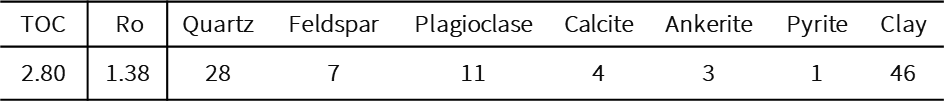 TOC Ro Quartz Feldspar Plagioclase Calcite Ankerite Pyrite Clay
2.80 1.38 28 7 11 4 3 1 46